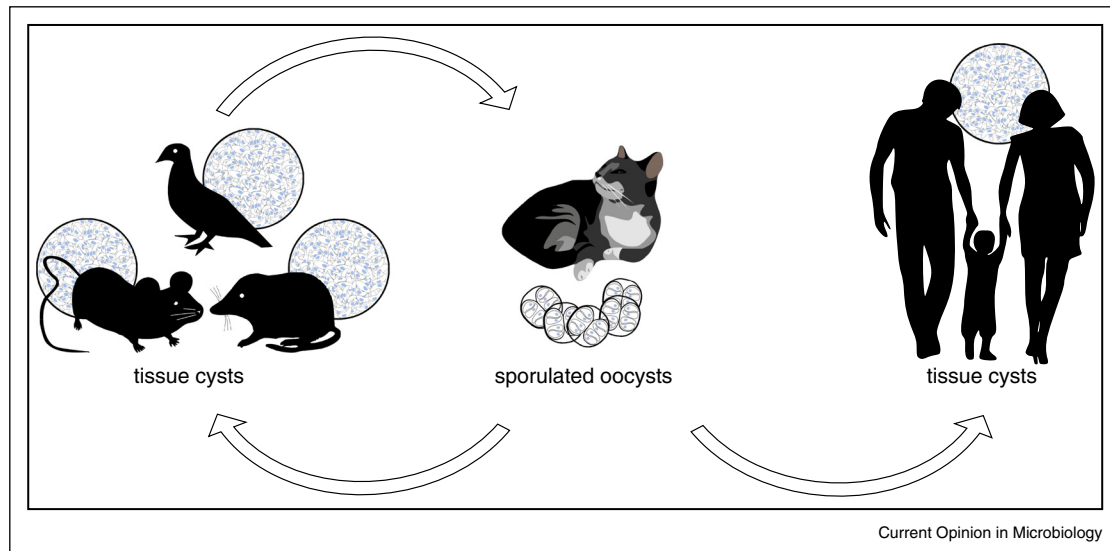 tissue cysts
sporulated oocysts
tissue cysts
Current Opinion in Microbiology